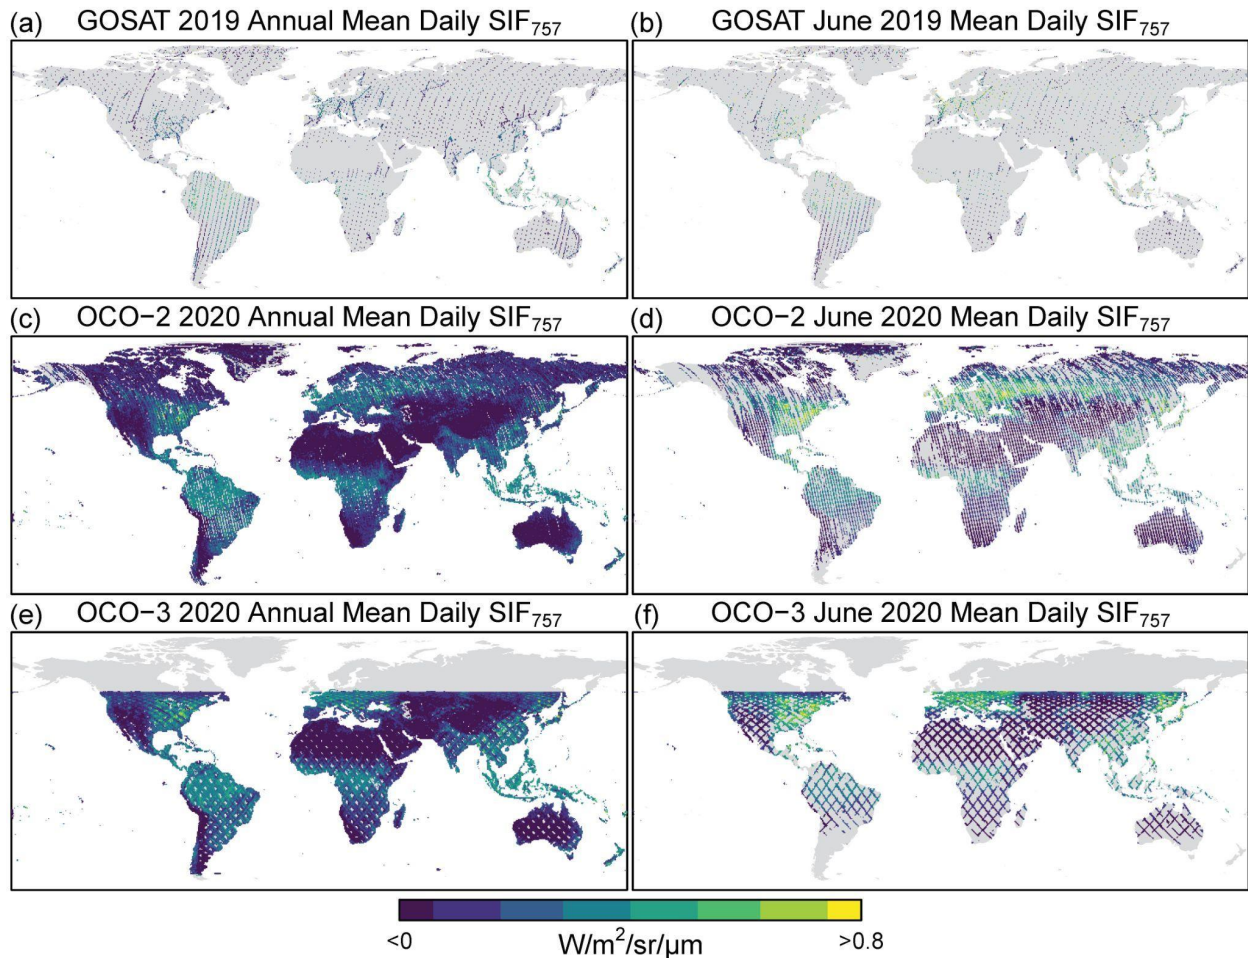 (a) GOSAT 2019 Annual Mean Daily SIF₇₅₇
(b) GOSAT June 2019 Mean Daily SIF₇₅₇
(c) OCO−2 2020 Annual Mean Daily SIF₇₅₇
(d) OCO−2 June 2020 Mean Daily SIF₇₅₇
(e) OCO−3 2020 Annual Mean Daily SIF₇₅₇
(f) OCO−3 June 2020 Mean Daily SIF₇₅₇
<0 W/m²/sr/µm >0.8